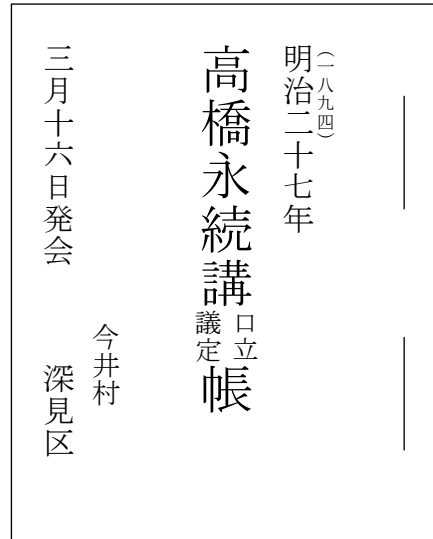 明治二十七年
（一八九四）
高橋永続講口立議定帳
三月十六日発会
今井村
深見区